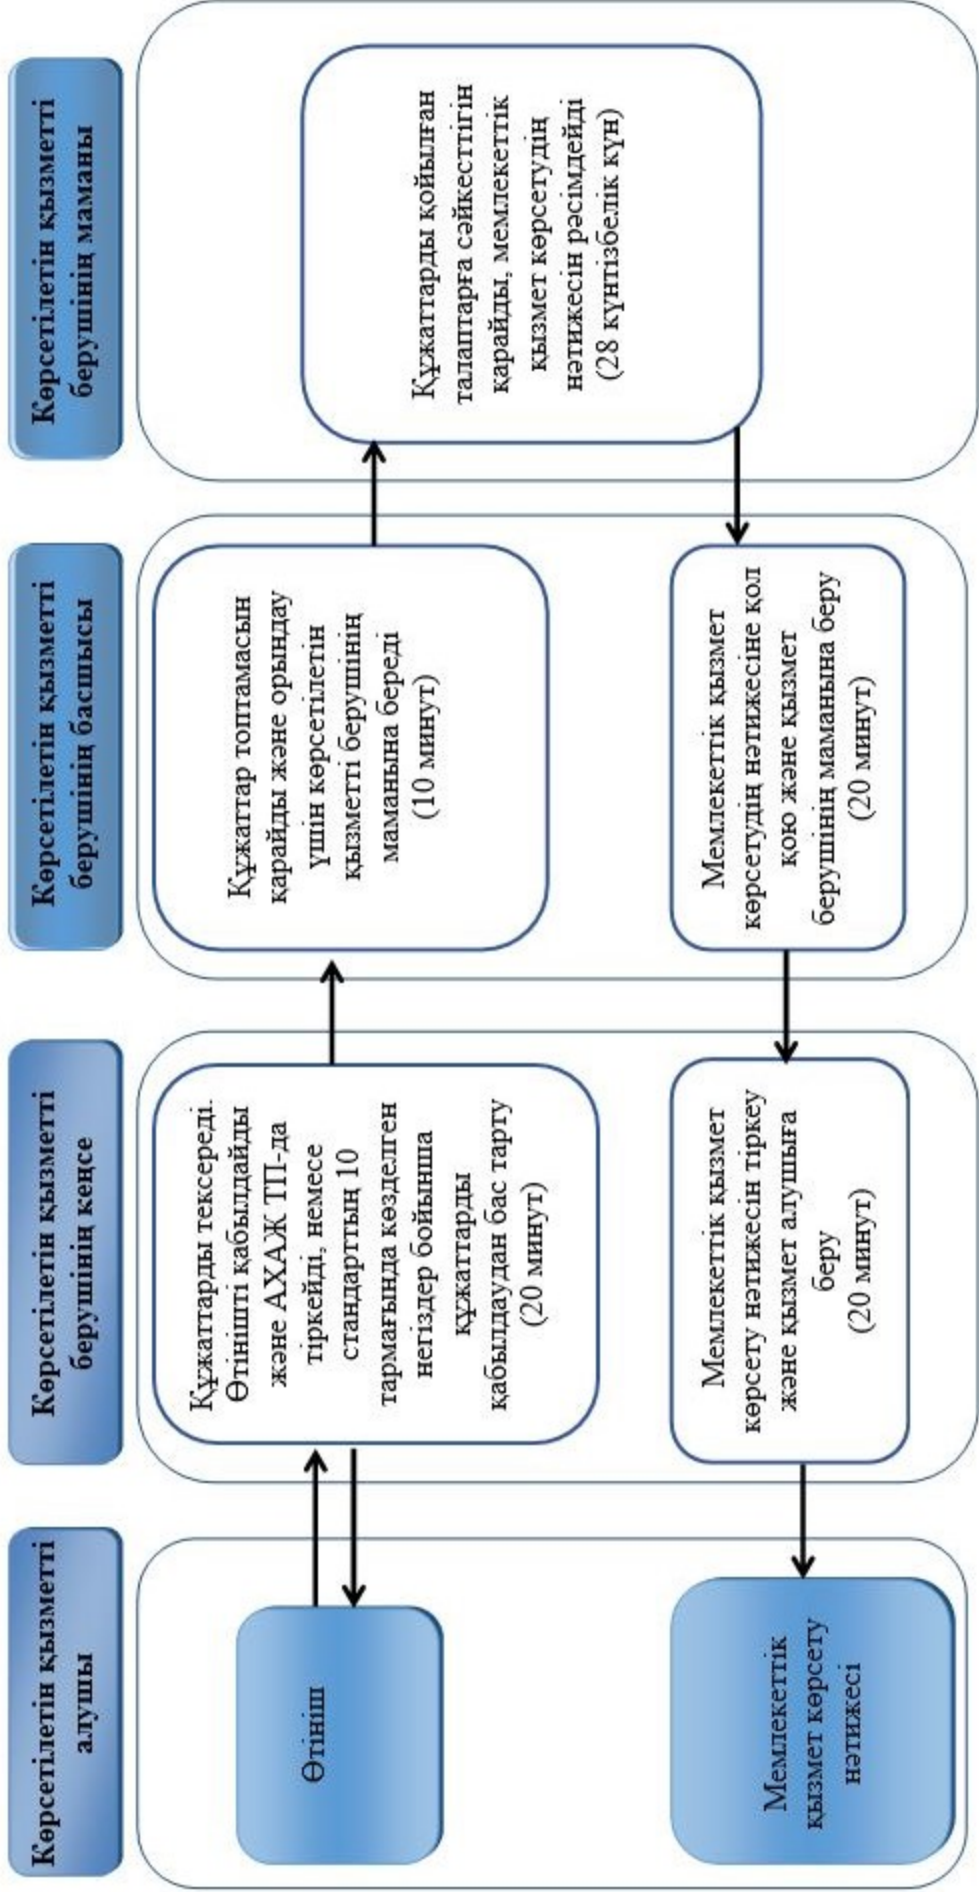 Көрсетілетін қызметті
алушы
Көрсетілетін қызметті
берушінің кеңсе
Көрсетілетін қызметті
берушінің басшысы
Көрсетілетін қызметті
берушінің маманы
Өтініш
Құжаттарды тексереді.
Өтінішті қабылдайды
және АХАЖ ТП-да
тіркейді, немесе
стандарттың 10
тармағында көзделген
негіздер бойынша
құжаттарды
қабылдаудан бас тарту
(20 минут)
Құжаттар топтамасын
қарайды және орындау
үшін көрсетілетін
қызметті берушінің
маманына береді
(10 минут)
Құжаттарды қойылған
талаптарға сәйкесттігін
қарайды, мемлекеттік
қызмет көрсетудің
нәтижесін рәсімдейді
(28 күнтізбелік күн)
Мемлекеттік қызмет
көрсетудің нәтижесіне қол
қою және қызмет
берушінің маманына беру
(20 минут)
Мемлекеттік қызмет
көрсету нәтижесін тіркеу
және қызмет алушыға
беру
(20 минут)
Мемлекеттік
қызмет көрсету
нәтижесі